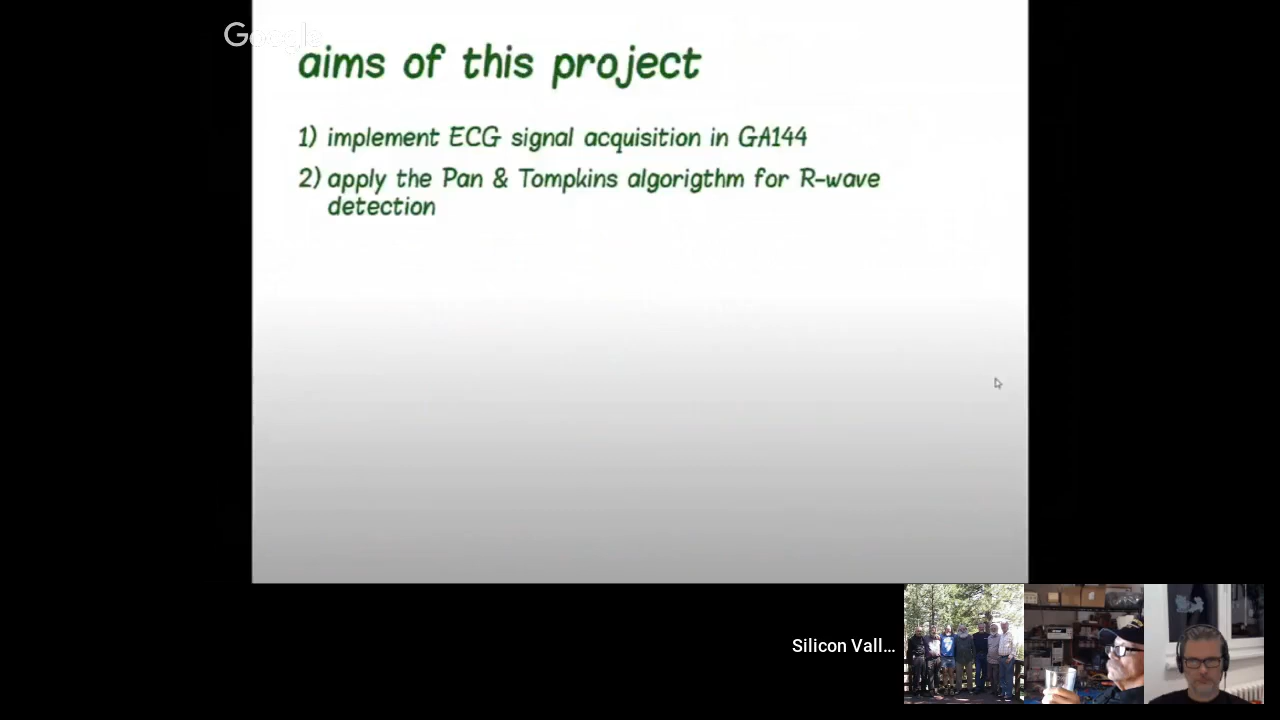 Google
aims of this project
1) implement ECG signal acquisition in GA144
2) apply the Pan & Tompkins algorigthm for R-wave
detection
Silicon Vall...